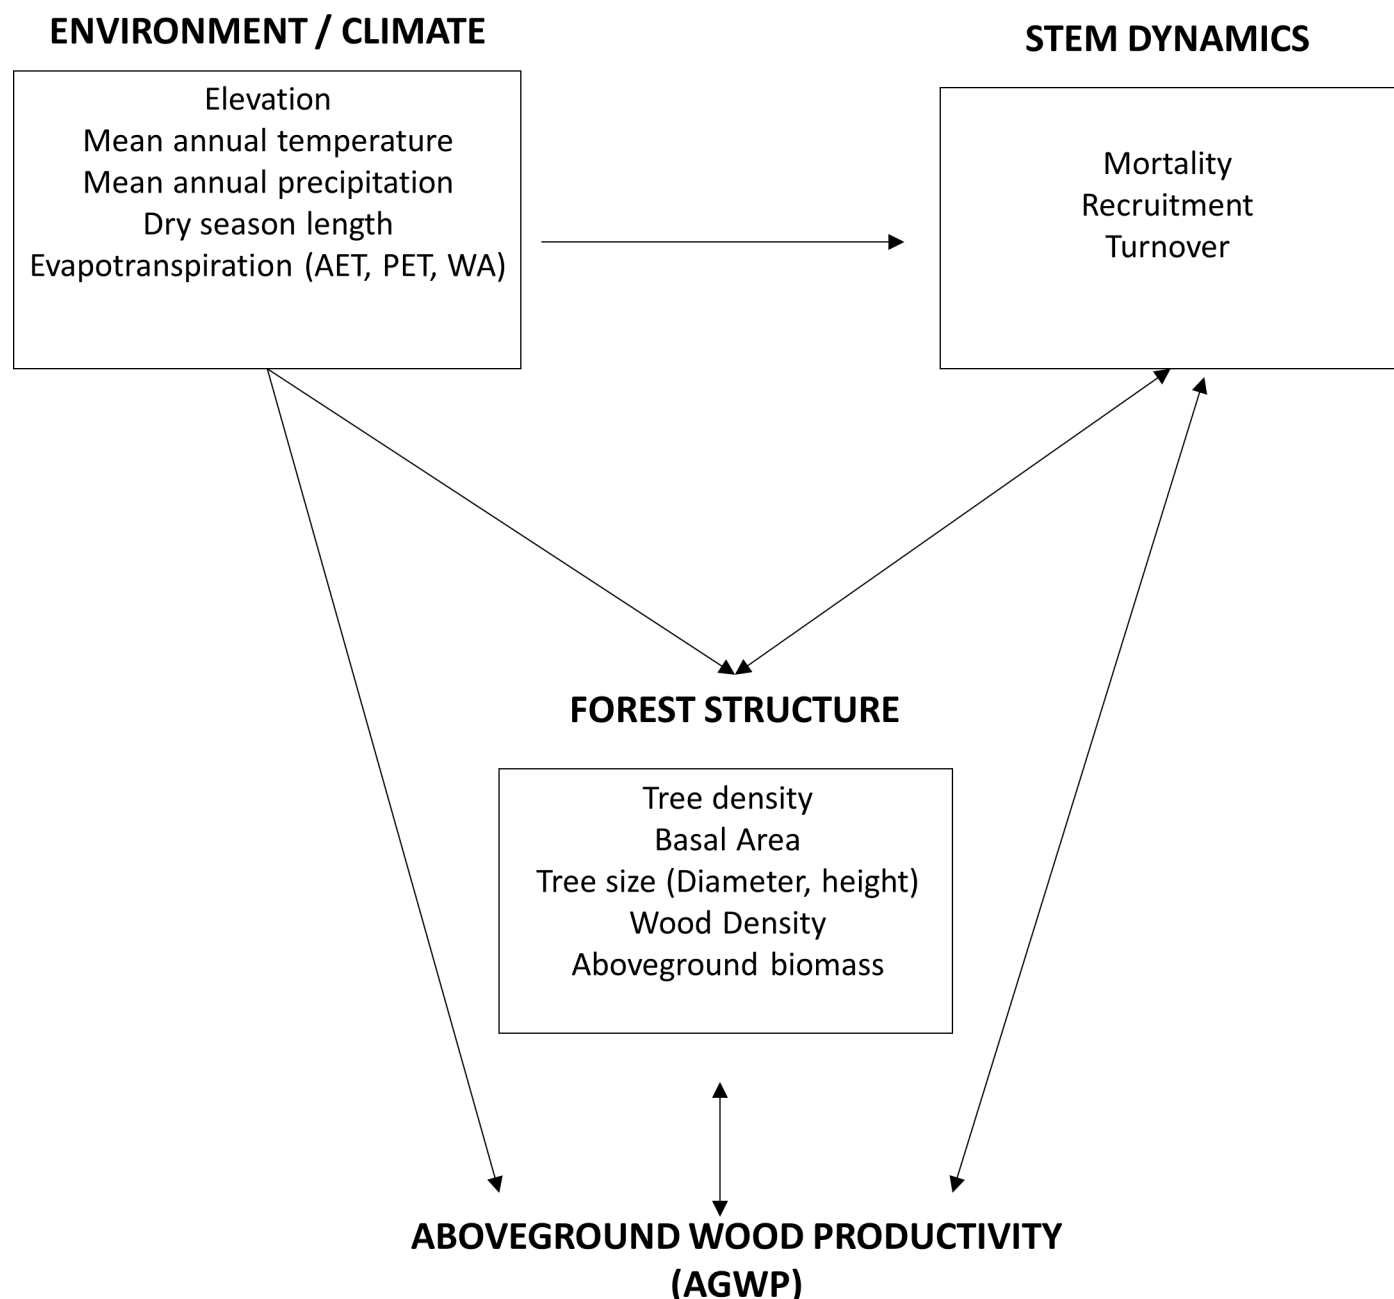 ENVIRONMENT / CLIMATE
Elevation
Mean annual temperature
Mean annual precipitation
Dry season length
Evapotranspiration (AET, PET, WA)
STEM DYNAMICS
Mortality
Recruitment
Turnover
FOREST STRUCTURE
Tree density
Basal Area
Tree size (Diameter, height)
Wood Density
Aboveground biomass
ABOVEGROUND WOOD PRODUCTIVITY
(AGWP)